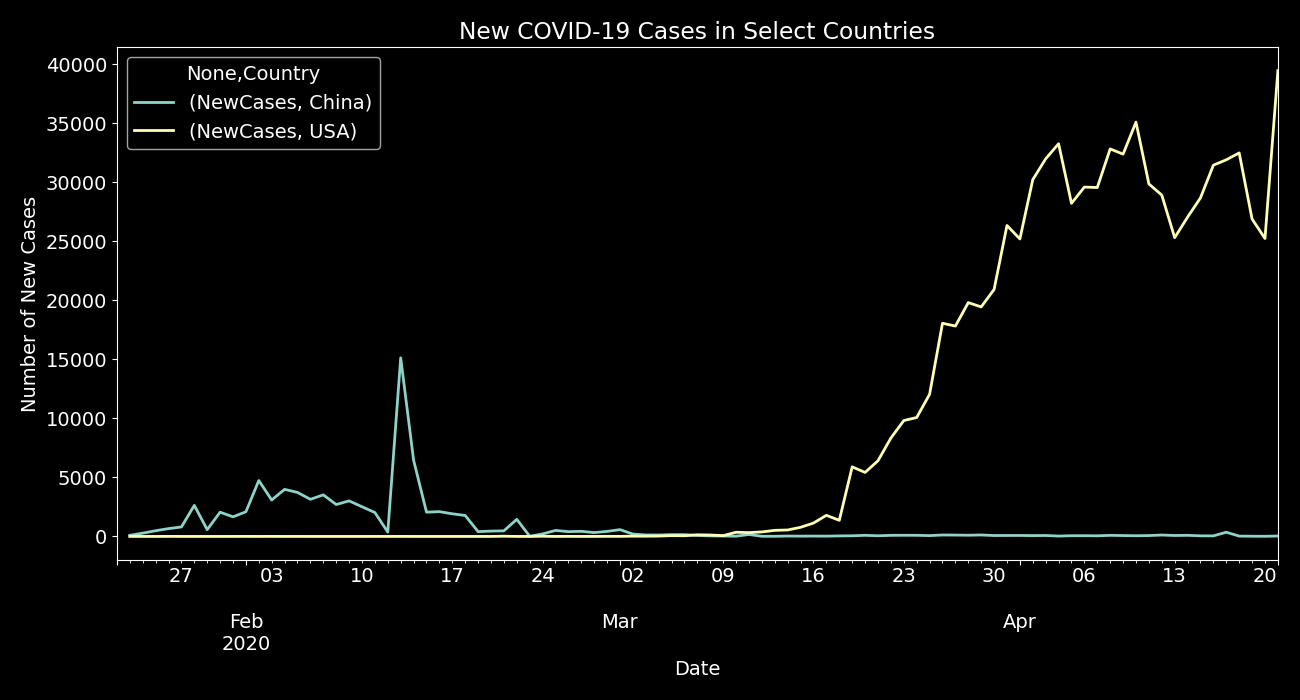 New COVID-19 Cases in Select Countries
None,Country
(NewCases, China)
(NewCases, USA)
Number of New Cases
40000
35000
30000
25000
20000
15000
10000
5000
0
27 03 10 17 24 02 09 16 23 30 06 13 20
Feb Mar Apr
2020
Date